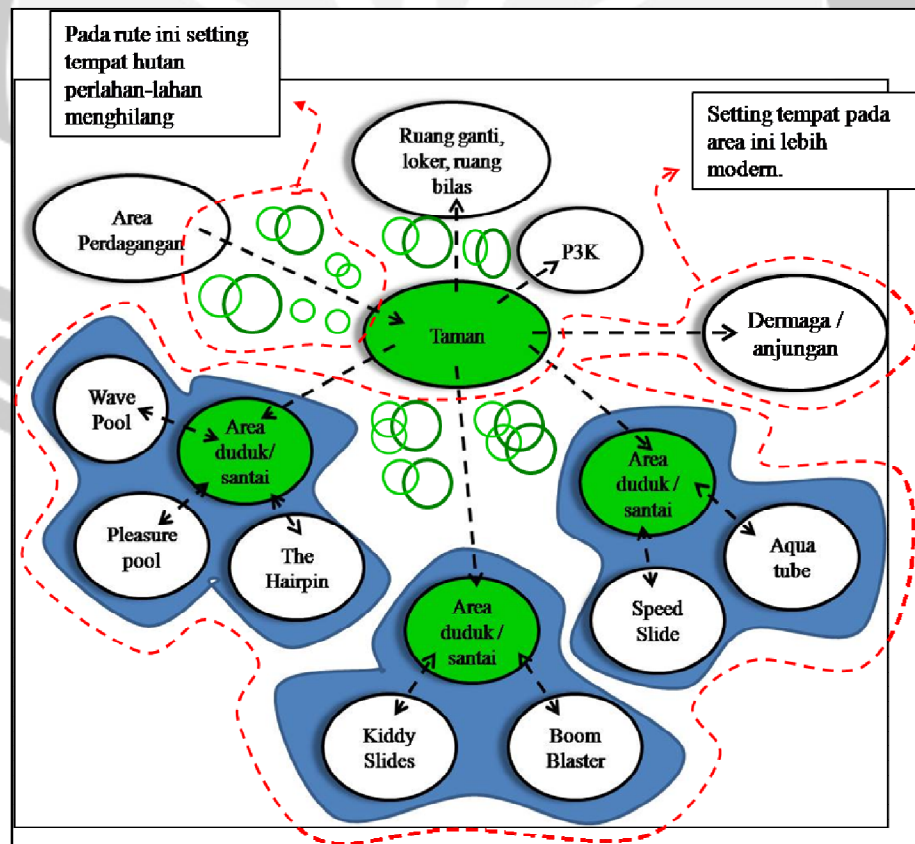 Pada rute ini setting
tempat hutan
perlahan-lahan
menghilang
Setting tempat pada
area ini lebih
modern.
Ruang ganti,
loker, ruang
bilas
Area
Perdagangan
P3K
Taman
Dermaga /
anjungan
Wave
Pool
Area
duduk/
santai
Pleasure
pool
The
Hairpin
Area
duduk /
santai
Aqua
tube
Speed
Slide
Area
duduk /
santai
Kiddy
Slides
Boom
Blaster